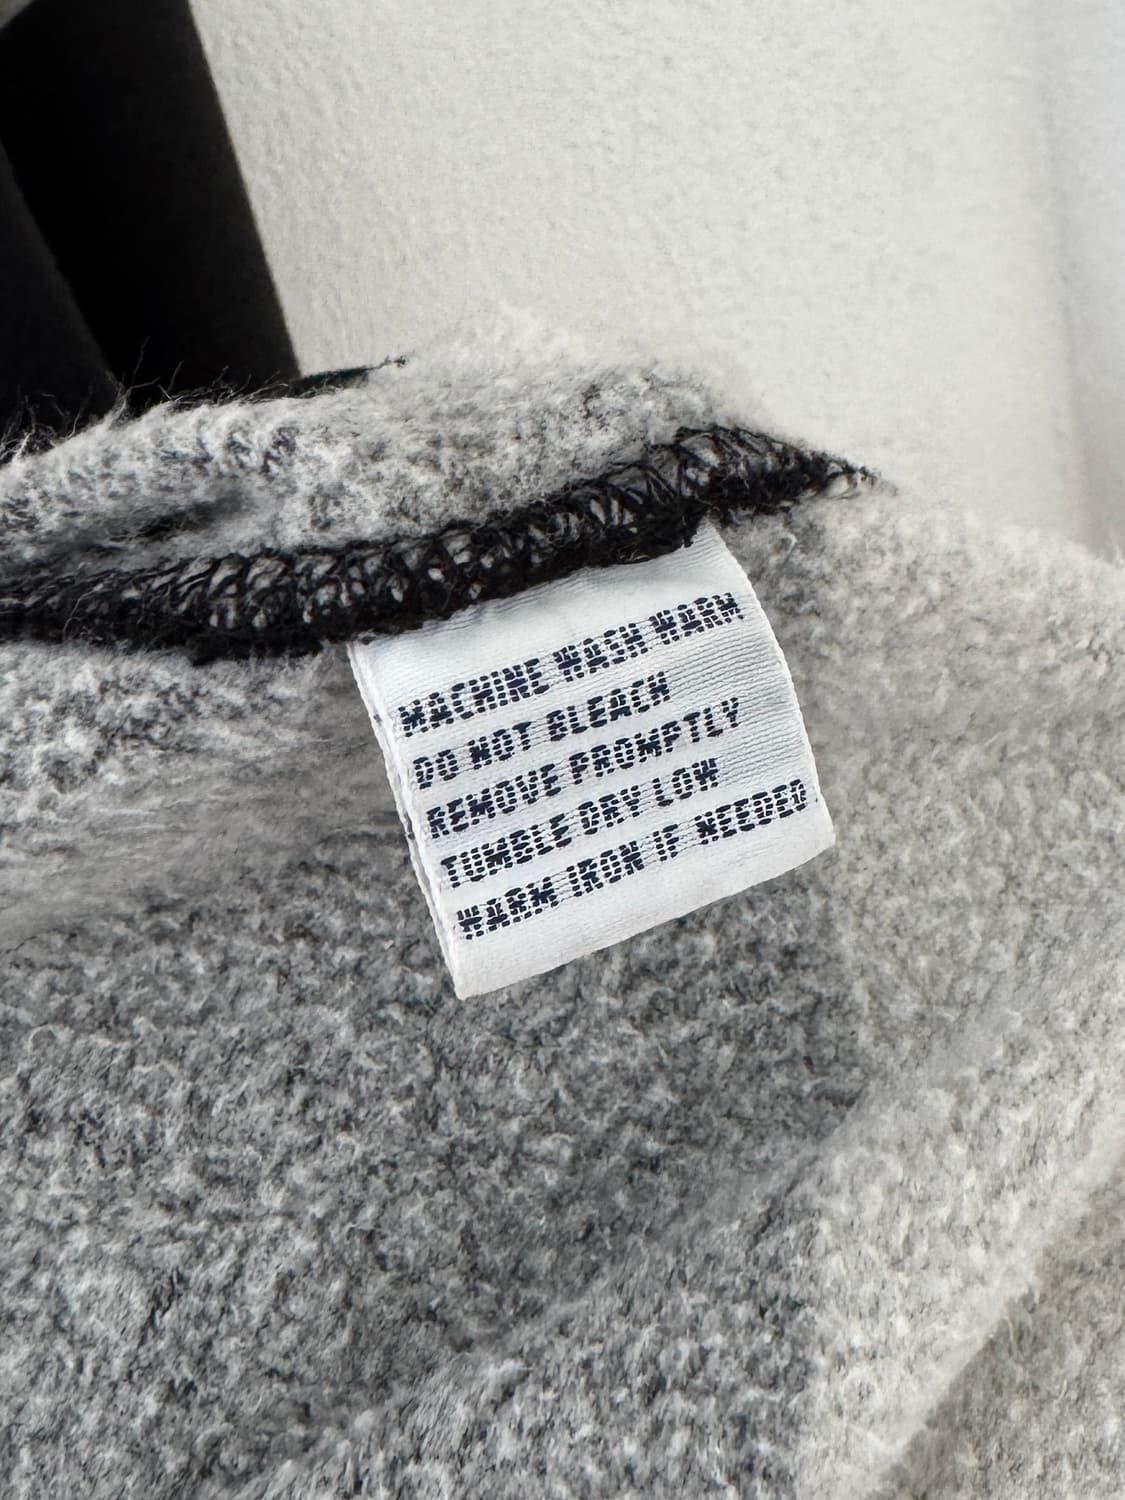 MACHINE WASH WARM
DO NOT BLEACH
REMOVE PROMPTLY
TUMBLE DRY LOW
WARM IRON IF NEEDED